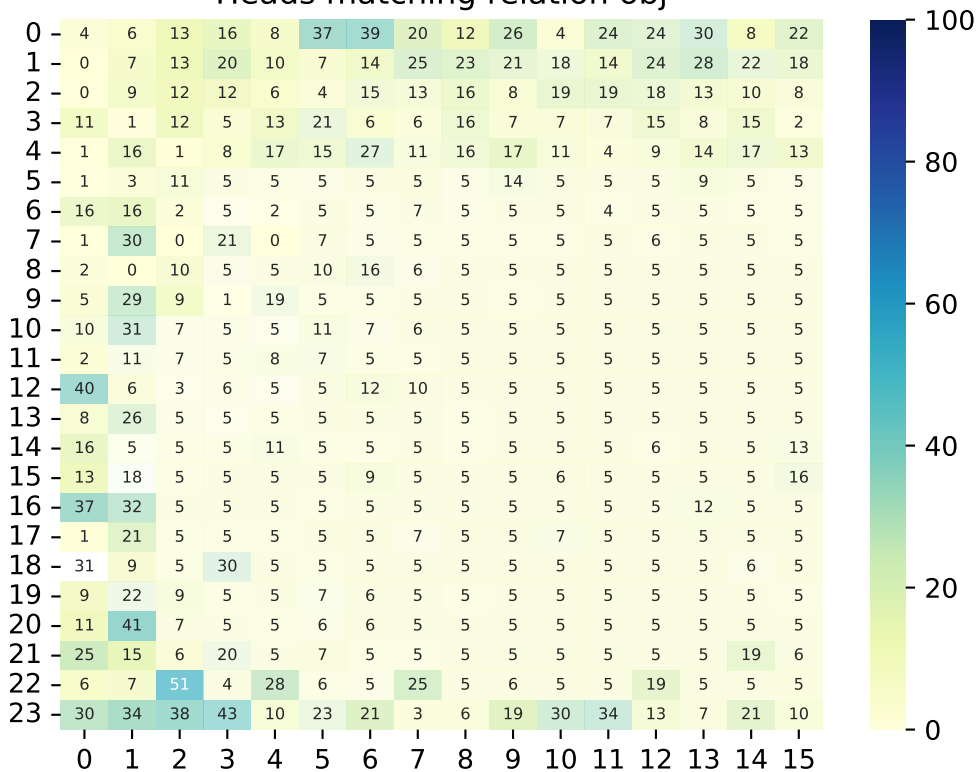 Heads matching relation obj
0 4 6 13 16 8 37 39 20 12 26 4 24 24 30 8 22
1 0 7 13 20 10 7 14 25 23 21 18 14 24 28 22 18
2 0 9 12 12 6 4 15 13 16 8 19 19 18 13 10 8
3 11 1 12 5 13 21 6 6 16 7 7 7 15 8 15 2
4 1 16 1 8 17 15 27 11 16 17 11 4 9 14 17 13
5 1 3 11 5 5 5 5 5 5 14 5 5 5 9 5 5
6 16 16 2 5 2 5 5 7 5 5 5 4 5 5 5 5
7 1 30 0 21 0 7 5 5 5 5 5 5 6 5 5 5
8 2 0 10 5 5 10 16 6 5 5 5 5 5 5 5 5
9 5 29 9 1 19 5 5 5 5 5 5 5 5 5 5 5
10 10 31 7 5 5 11 7 6 5 5 5 5 5 5 5 5
11 2 11 7 5 8 7 5 5 5 5 5 5 5 5 5 5
12 40 6 3 6 5 5 12 10 5 5 5 5 5 5 5 5
13 8 26 5 5 5 5 5 5 5 5 5 5 5 5 5 5
14 16 5 5 5 11 5 5 5 5 5 5 5 6 5 5 13
15 13 18 5 5 5 5 9 5 5 5 6 5 5 5 5 16
16 37 32 5 5 5 5 5 5 5 5 5 5 5 12 5 5
17 1 21 5 5 5 5 5 7 5 5 7 5 5 5 5 5
18 31 9 5 30 5 5 5 5 5 5 5 5 5 5 6 5
19 9 22 9 5 5 7 6 5 5 5 5 5 5 5 5 5
20 11 41 7 5 5 6 6 5 5 5 5 5 5 5 5 5
21 25 15 6 20 5 7 5 5 5 5 5 5 5 5 19 6
22 6 7 51 4 28 6 5 25 5 6 5 5 19 5 5 5
23 30 34 38 43 10 23 21 3 6 19 30 34 13 7 21 10
0 1 2 3 4 5 6 7 8 9 10 11 12 13 14 15
100
80
60
40
20
0